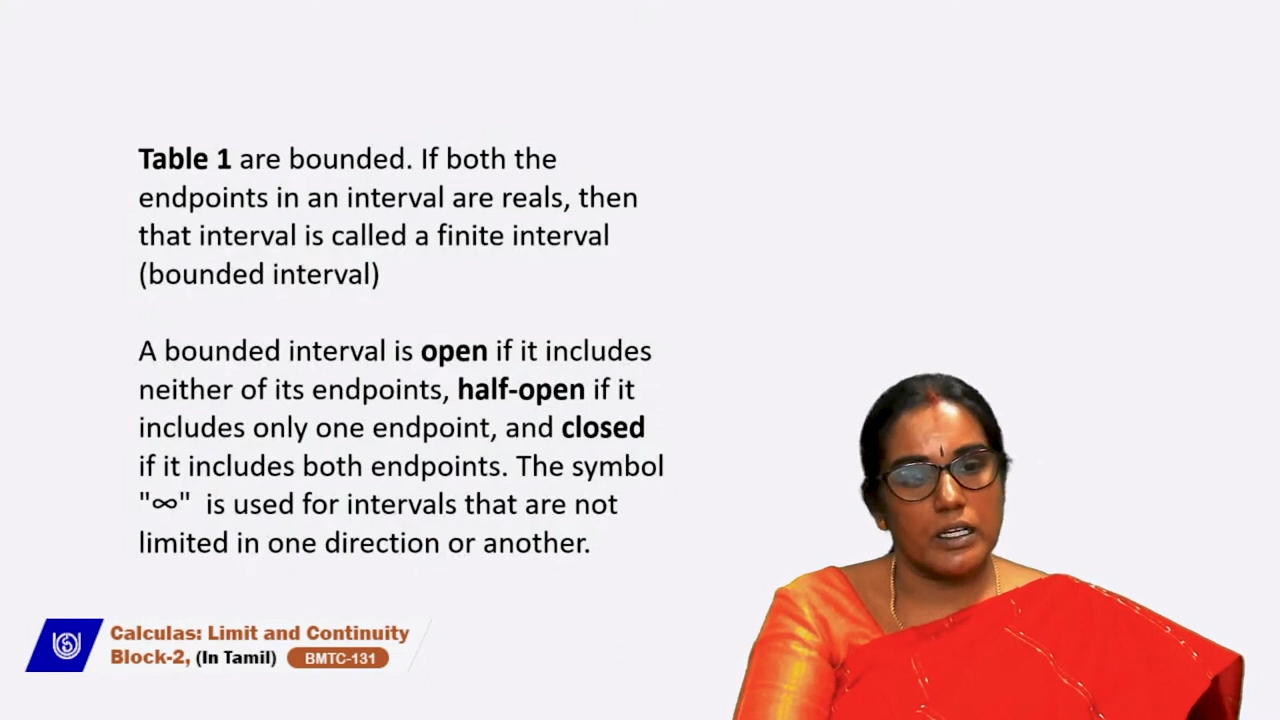 Table 1 are bounded. If both the
endpoints in an interval are reals, then
that interval is called a finite interval
(bounded interval)
A bounded interval is open if it includes
neither of its endpoints, half-open if it
includes only one endpoint, and closed
if it includes both endpoints. The symbol
"∞" is used for intervals that are not
limited in one direction or another.
Calculas: Limit and Continuity
Block-2, (In Tamil) BMTC-131